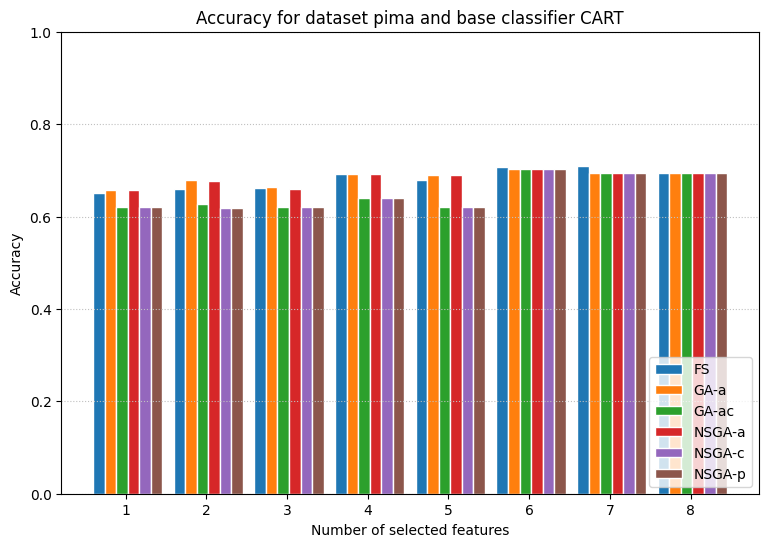 Accuracy for dataset pima and base classifier CART
1.0
0.8
0.6
0.4
0.2
0.0
Accuracy
1 2 3 4 5 6 7 8
Number of selected features
FS
GA-a
GA-ac
NSGA-a
NSGA-c
NSGA-p